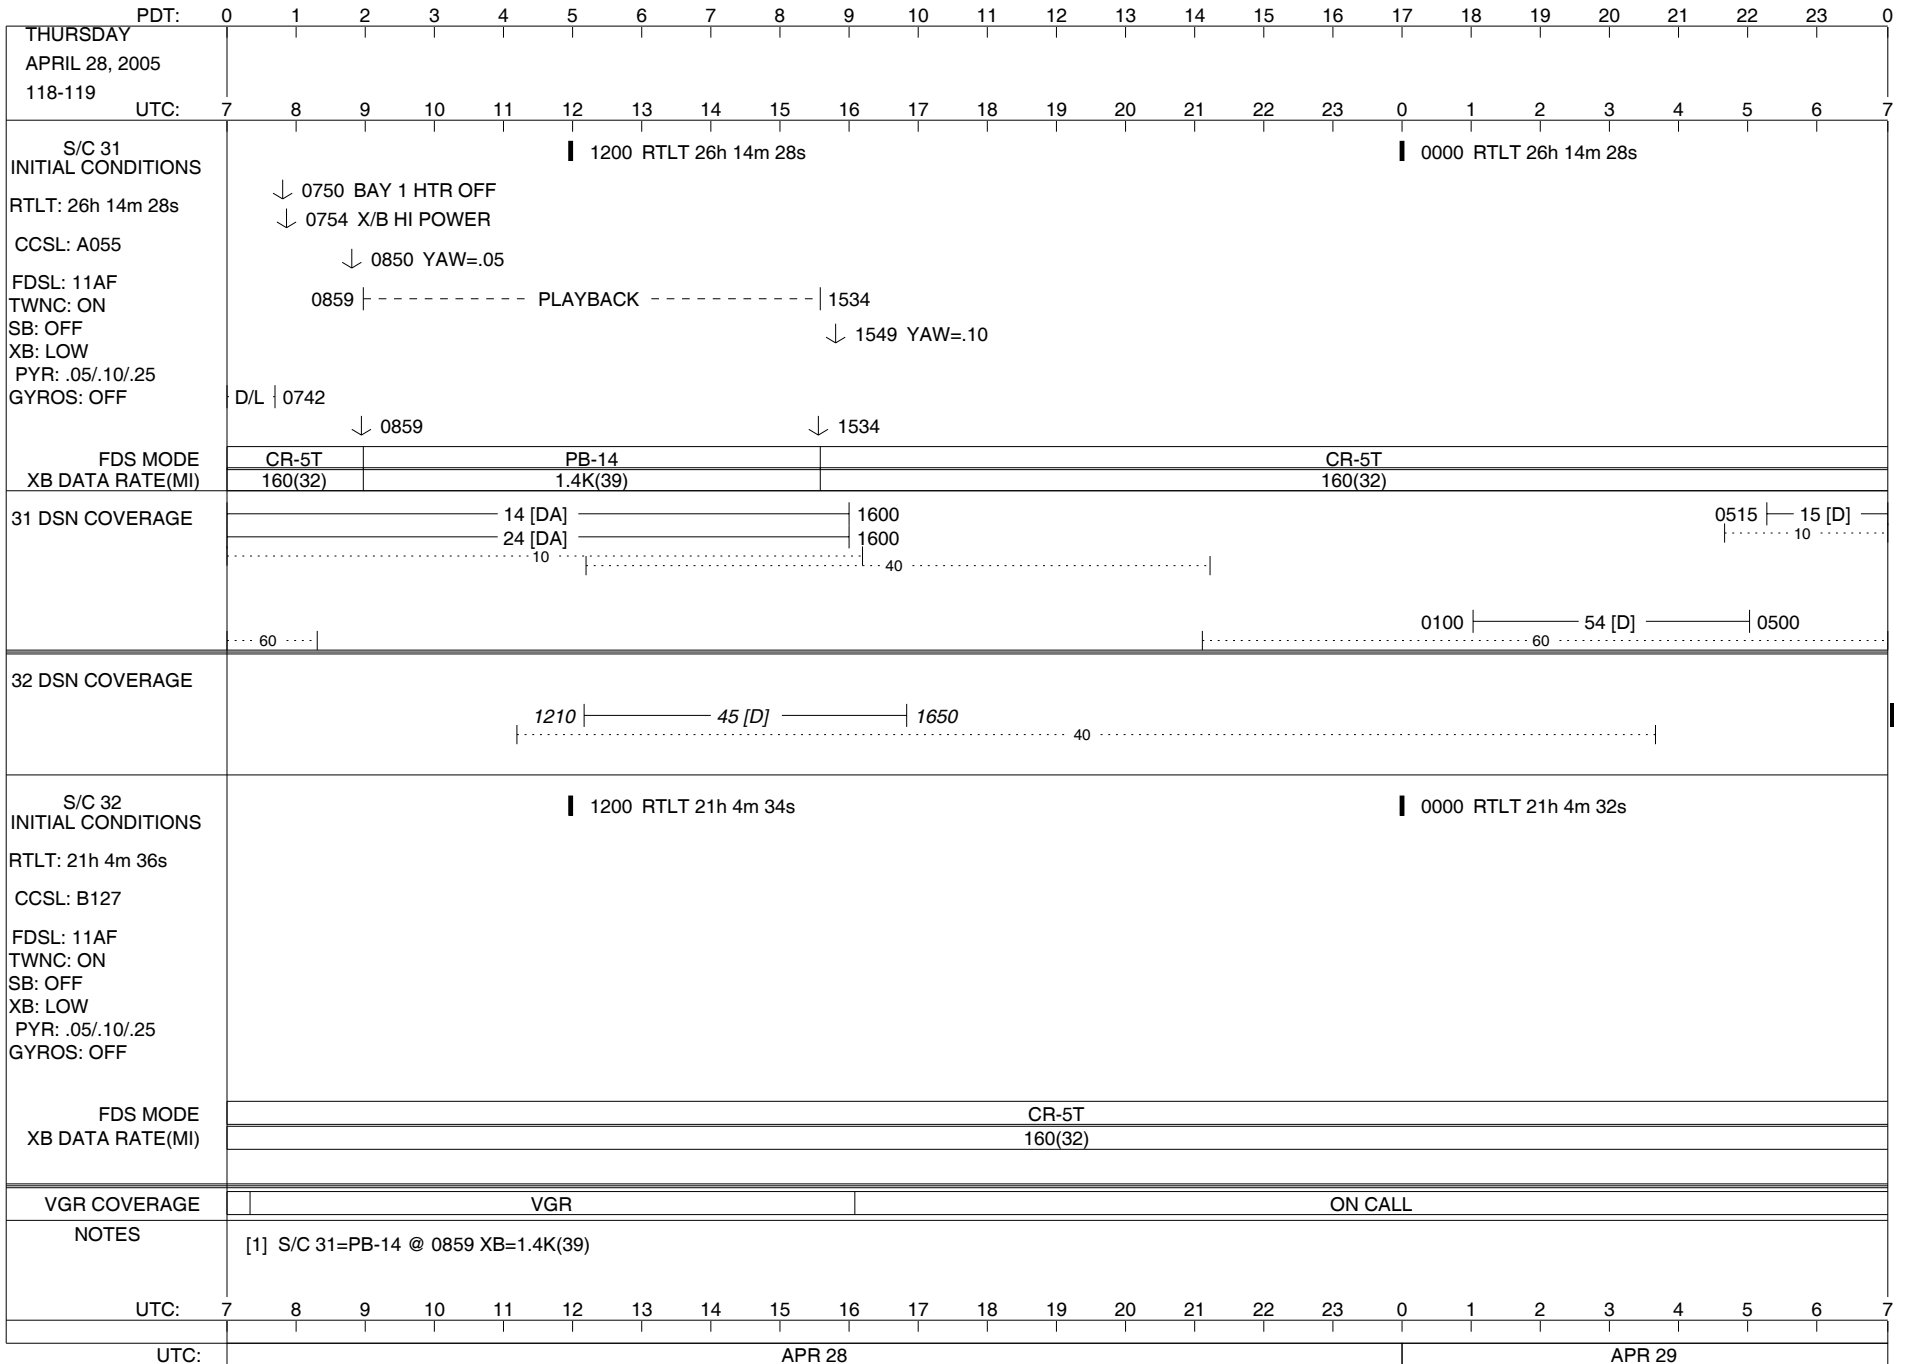 PDT: 0 1 2 3 4 5 6 7 8 9 10 11 12 13 14 15 16 17 18 19 20 21 22 23 0
THURSDAY
APRIL 28, 2005
118-119
UTC: 7 8 9 10 11 12 13 14 15 16 17 18 19 20 21 22 23 0 1 2 3 4 5 6 7
S/C 31
INITIAL CONDITIONS
1200 RTLT 26h 14m 28s
0000 RTLT 26h 14m 28s
0750 BAY 1 HTR OFF
RTLT: 26h 14m 28s
0754 X/B HI POWER
CCSL: A055
0850 YAW=.05
FDSL: 11AF
0859 PLAYBACK 1534
TWNC: ON
SB: OFF
1549 YAW=.10
XB: LOW
PYR: .05/.10/.25
GYROS: OFF
D/L 0742
0859
1534
FDS MODE CR-5T PB-14 CR-5T
XB DATA RATE(MI) 160(32) 1.4K(39) 160(32)
31 DSN COVERAGE
14 [DA] 1600
0515 15 [D]
24 [DA] 1600
10
10
40
0100 54 [D] 0500
60
60
32 DSN COVERAGE
1210 45 [D] 1650
40
S/C 32
INITIAL CONDITIONS
1200 RTLT 21h 4m 34s
0000 RTLT 21h 4m 32s
RTLT: 21h 4m 36s
CCSL: B127
FDSL: 11AF
TWNC: ON
SB: OFF
XB: LOW
PYR: .05/.10/.25
GYROS: OFF
FDS MODE CR-5T
XB DATA RATE(MI) 160(32)
VGR COVERAGE VGR ON CALL
NOTES
[1] S/C 31=PB-14 @ 0859 XB=1.4K(39)
UTC: 7 8 9 10 11 12 13 14 15 16 17 18 19 20 21 22 23 0 1 2 3 4 5 6 7
UTC: APR 28 APR 29